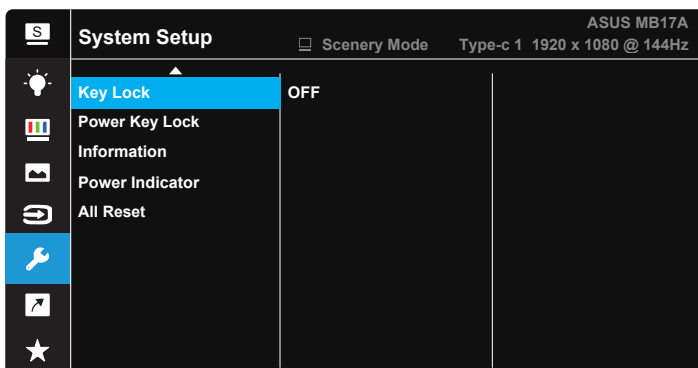 S
ASUS MB17A
System Setup
Scenery Mode Type-c 1 1920 x 1080 @ 144Hz
Key Lock OFF
Power Key Lock
Information
Power Indicator
All Reset